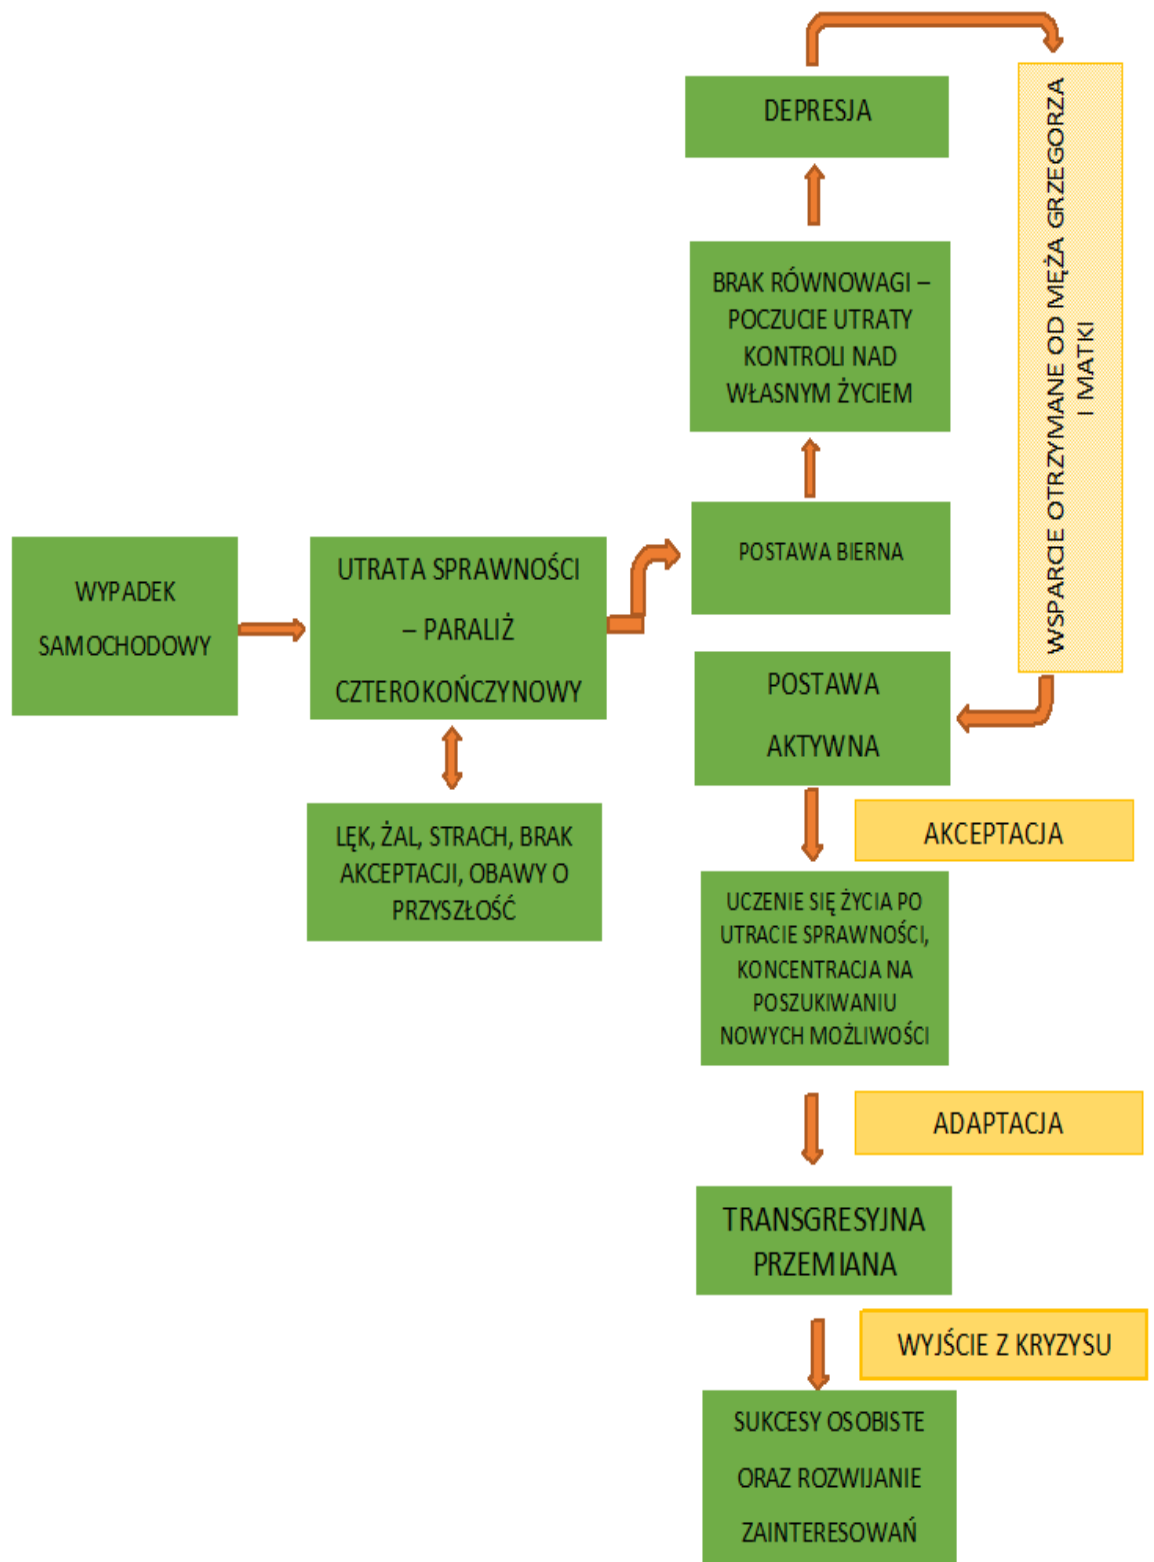 DEPRESJA
WSPARCIE OTRZYMANE OD MĘŻA GRZEGORZA
I MATKI
BRAK RÓWNOWAGI –
POCZUCIE UTRATY
KONTROLI NAD
WŁASNYM ŻYCIEM
POSTAWA BIERNA
WYPADEK
SAMOCHODOWY
UTRATA SPRAWNOŚCI
– PARALIŻ
CZTEROKOŃCZYNOWY
LĘK, ŻAL, STRACH, BRAK
AKCEPTACJI, OBAWY O
PRZYSZŁOŚĆ
POSTAWA
AKTYWNA
AKCEPTACJA
UCZENIE SIĘ ŻYCIA PO
UTRACIE SPRAWNOŚCI,
KONCENTRACJA NA
POSZUKIWANIU
NOWYCH MOŻLIWOŚCI
ADAPTACJA
TRANSGRESYJNA
PRZEMIANA
WYJŚCIE Z KRYZYSU
SUKCESY OSOBISTE
ORAZ ROZWIJANIE
ZAINTERESOWAŃ